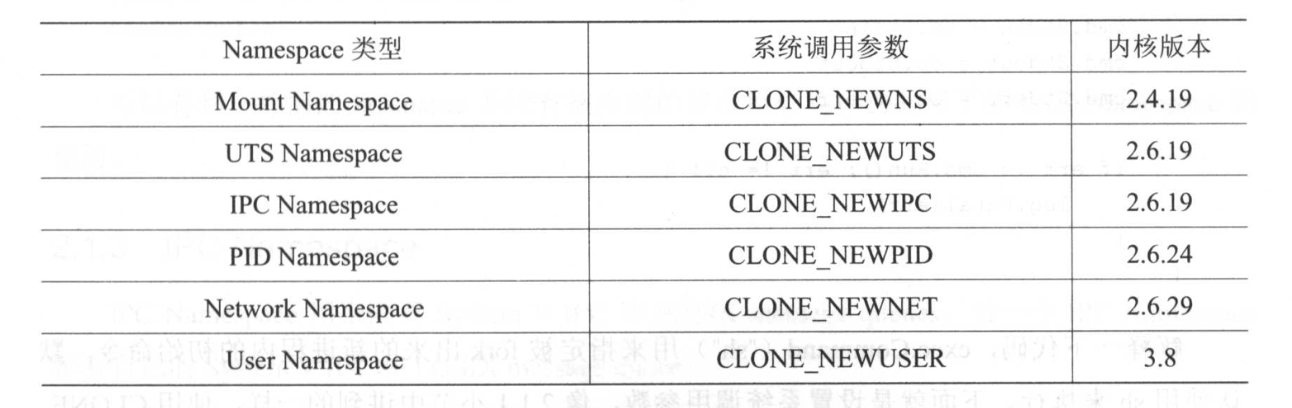 Namespace 类型 系统调用参数 内核版本
Mount Namespace CLONE_NEWNS 2.4.19
UTS Namespace CLONE_NEWUTS 2.6.19
IPC Namespace CLONE_NEWIPC 2.6.19
PID Namespace CLONE_NEWPID 2.6.24
Network Namespace CLONE_NEWNET 2.6.29
User Namespace CLONE_NEWUSER 3.8